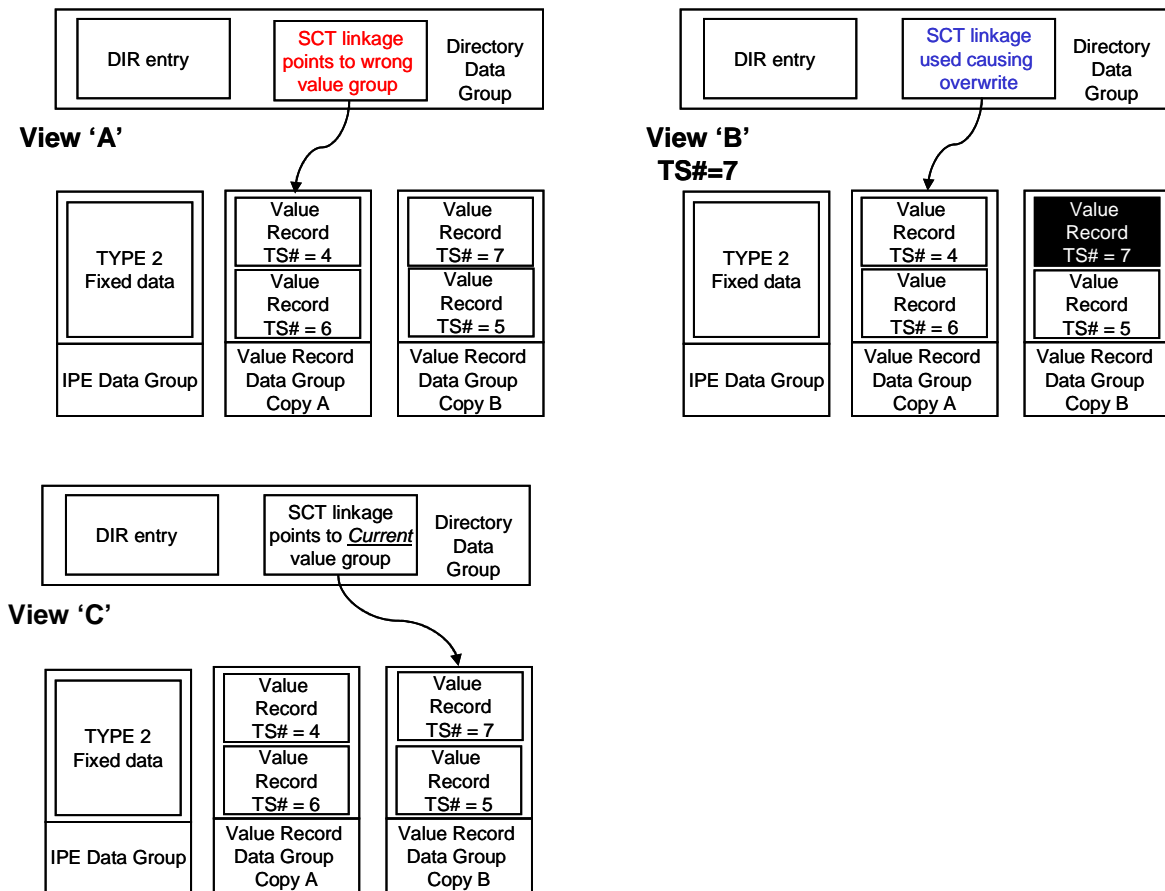 DIR entry
SCT linkage
points to wrong
value group
Directory
Data
Group
View ‘A’
TYPE 2
Fixed data
IPE Data Group
Value
Record
TS# = 4
Value
Record
TS# = 6
Value Record
Data Group
Copy A
Value
Record
TS# = 7
Value
Record
TS# = 5
Value Record
Data Group
Copy B
DIR entry
SCT linkage
used causing
overwrite
Directory
Data
Group
View ‘B’
TS#=7
TYPE 2
Fixed data
IPE Data Group
Value
Record
TS# = 4
Value
Record
TS# = 6
Value Record
Data Group
Copy A
Value
Record
TS# = 7
Value
Record
TS# = 5
Value Record
Data Group
Copy B
DIR entry
SCT linkage
points to Current
value group
Directory
Data
Group
View ‘C’
TYPE 2
Fixed data
IPE Data Group
Value
Record
TS# = 4
Value
Record
TS# = 6
Value Record
Data Group
Copy A
Value
Record
TS# = 7
Value
Record
TS# = 5
Value Record
Data Group
Copy B